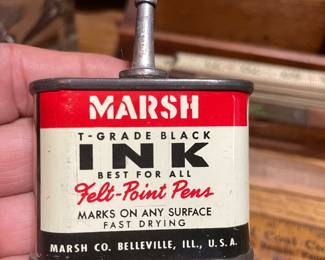 MARSH
T-GRADE BLACK
INK
BEST FOR ALL
Felt-Point Pens
MARKS ON ANY SURFACE
FAST DRYING
MARSH CO. BELLEVILLE, ILL., U.S.A.